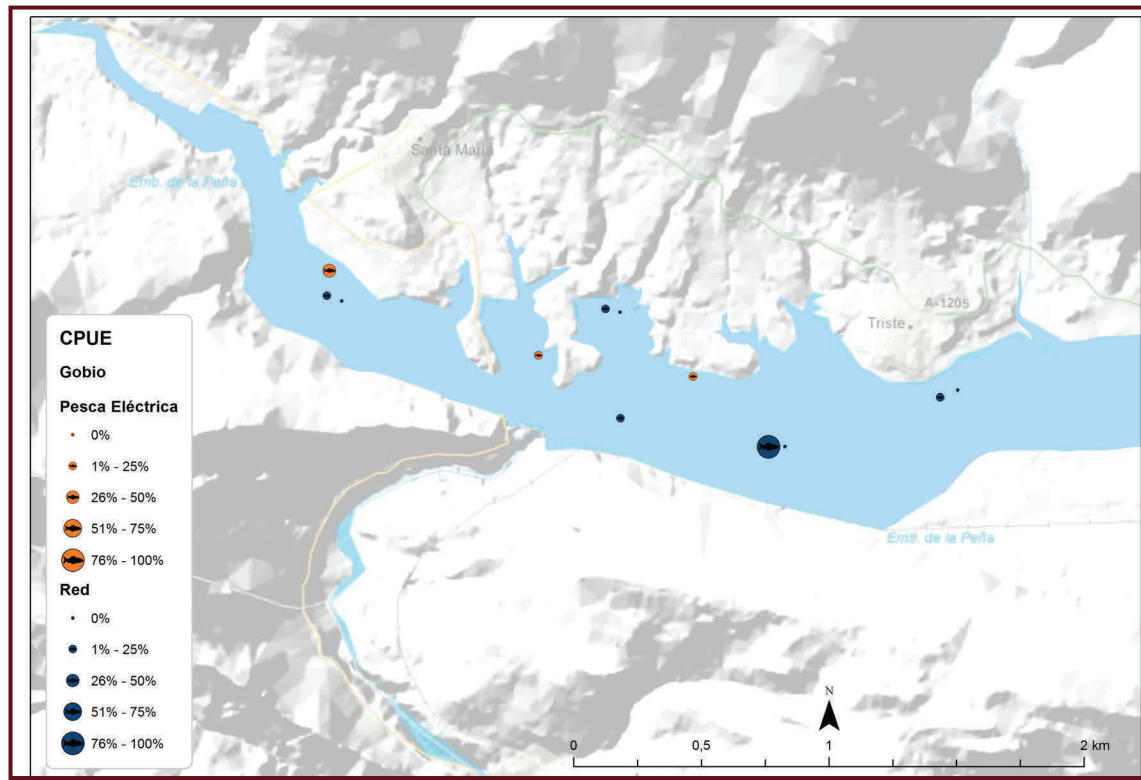 Santa María
Emb. de la Peña
A-1205
Triste
CPUE
Gobio
Pesca Eléctrica
0%
1% - 25%
26% - 50%
51% - 75%
76% - 100%
Red
0%
1% - 25%
26% - 50%
51% - 75%
76% - 100%
Embl. de la Peña
N
0 0,5 1 2 km